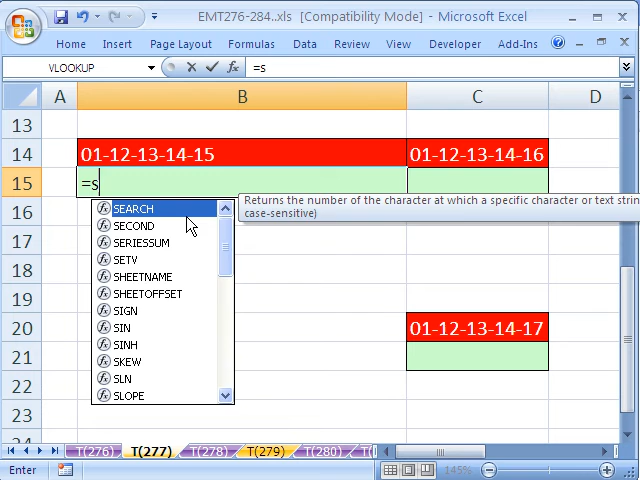 EMT276-284..xls [Compatibility Mode] - Microsoft Excel
Home Insert Page Layout Formulas Data Review View Developer Add-Ins
VLOOKUP =s
A B C D
13
14 01-12-13-14-15 01-12-13-14-16
15 =s
Returns the number of the character at which a specific character or text strin
case-sensitive)
SEARCH
16 SECOND
17 SERIESSUM
SETV
18 SHEETNAME
SHEETOFFSET
19 SIGN
20 SIN 01-12-13-14-17
21 SINH
SKEW
22 SLN
SLOPE
23
24
T(276) T(277) T(278) T(279) T(280)
Enter 145%